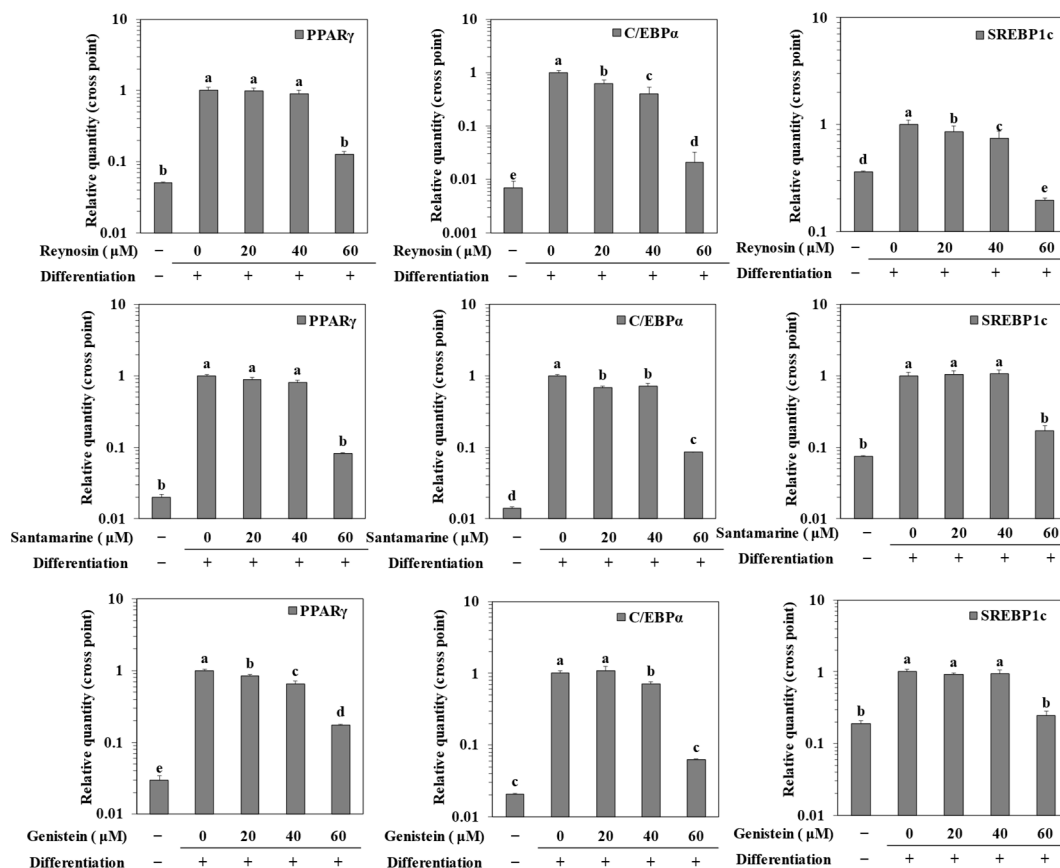 PPARγ
10
1
0.1
0.01
Relative quantity (cross point)
b a a a b
Reynosin (μM) – 0 20 40 60
Differentiation – + + + +
C/EBPα
10
1
0.1
0.01
0.001
Relative quantity (cross point)
e a b c d
Reynosin (μM) – 0 20 40 60
Differentiation – + + + +
SREBP1c
10
1
0.1
Relative quantity (cross point)
d a b c e
Reynosin (μM) – 0 20 40 60
Differentiation – + + + +
PPARγ
10
1
0.1
0.01
Relative quantity (cross point)
b a a a b
Santamarine ( μM) – 0 20 40 60
Differentiation – + + + +
C/EBPα
10
1
0.1
0.01
Relative quantity (cross point)
d a b b c
Santamarine ( μM) – 0 20 40 60
Differentiation – + + + +
SREBP1c
10
1
0.1
0.01
Relative quantity (cross point)
b a a a b
Santamarine ( μM) – 0 20 40 60
Differentiation – + + + +
PPARγ
10
1
0.1
0.01
Relative quantity (cross point)
e a b c d
Genistein ( μM) – 0 20 40 60
Differentiation – + + + +
C/EBPα
10
1
0.1
0.01
Relative quantity (cross point)
c a a b c
Genistein ( μM) – 0 20 40 60
Differentiation – + + + +
SREBP1c
10
1
0.1
0.01
Relative quantity (cross point)
b a a a b
Genistein ( μM) – 0 20 40 60
Differentiation – + + + +